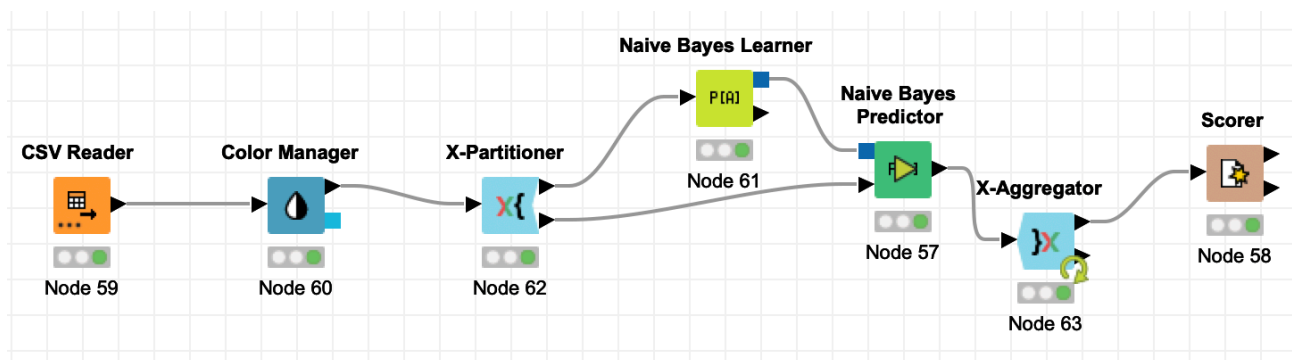 Naive Bayes Learner
P[A]
Node 61
Naive Bayes
Predictor
Node 57
Scorer
Node 58
CSV Reader
Node 59
Color Manager
Node 60
X-Partitioner
X{
Node 62
X-Aggregator
}X
Node 63